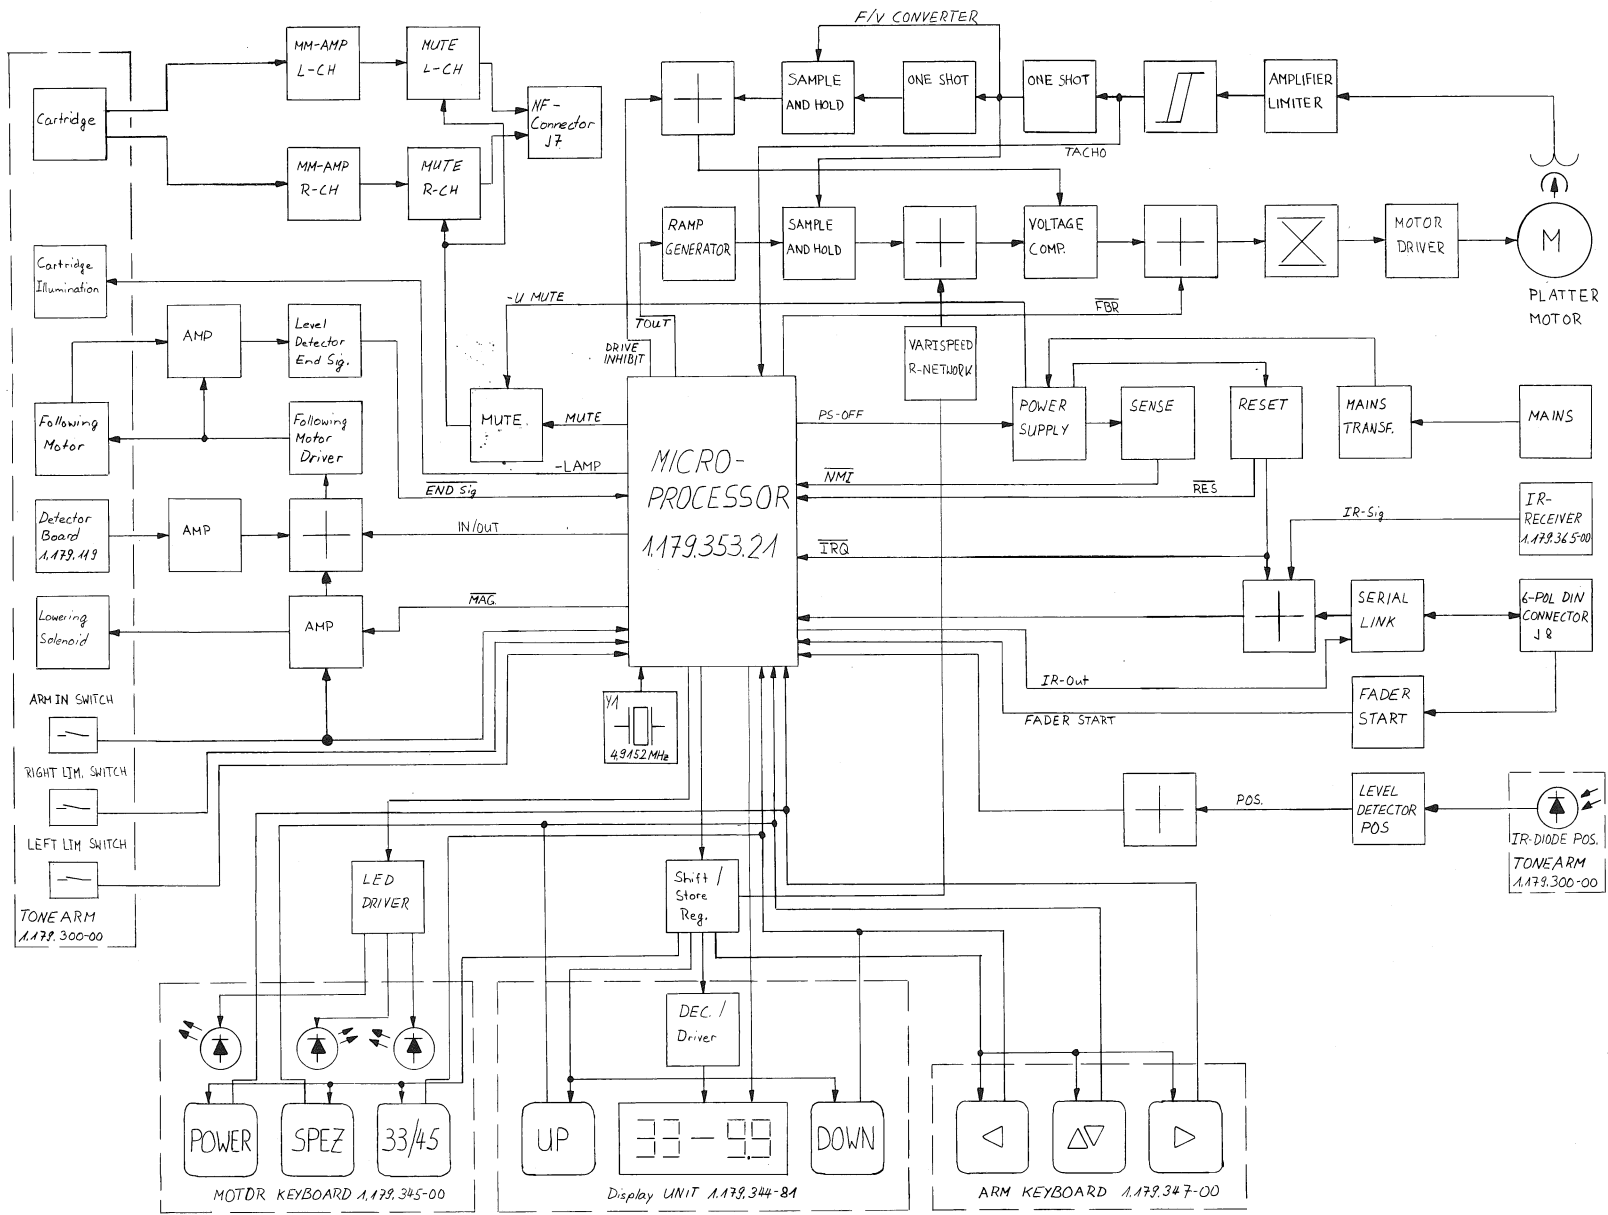 F/V CONVERTER
MM-AMP
L-CH
MUTE
L-CH
Cartridge
NF-
Connector
J7
MM-AMP
R-CH
MUTE
R-CH
SAMPLE
AND HOLD
ONE SHOT
ONE SHOT
AMPLIFIER
LIMITER
TACHO
RAMP
GENERATOR
SAMPLE
AND HOLD
VOLTAGE
COMP.
MOTOR
DRIVER
M
PLATTER
MOTOR
Cartridge
Illumination
-U MUTE
TOUT
DRIVE
INHIBIT
FBR
VARISPEED
R-NETWORK
AMP
Level
Detector
End Sig.
Following
Motor
Following
Motor
Driver
MUTE.
MUTE
-LAMP
END Sig
MICRO-
PROCESSOR
1.179.353.21
PS-OFF
POWER
SUPPLY
SENSE
RESET
MAINS
TRANSF.
MAINS
NMI
RES
Detector
Board
1.179.119
AMP
IN/OUT
IR-Sig
IR-
RECEIVER
1.179.365-00
IRQ
Lowering
Solenoid
AMP
MAG.
SERIAL
LINK
6-POL DIN
CONNECTOR
J8
IR-Out
FADER START
FADER
START
ARM IN SWITCH
Y1
4,9152MHz
RIGHT LIM. SWITCH
LEFT LIM SWITCH
TONEARM
1.179.300-00
POS.
LEVEL
DETECTOR
POS
IR-DIODE POS.
TONEARM
1.179.300-00
LED
DRIVER
Shift /
Store
Reg.
DEC. /
Driver
POWER
SPEZ
33/45
MOTOR KEYBOARD 1.179.345-00
UP
33-9.9
DOWN
Display UNIT 1.179.344-81
ARM KEYBOARD 1.179.347-00